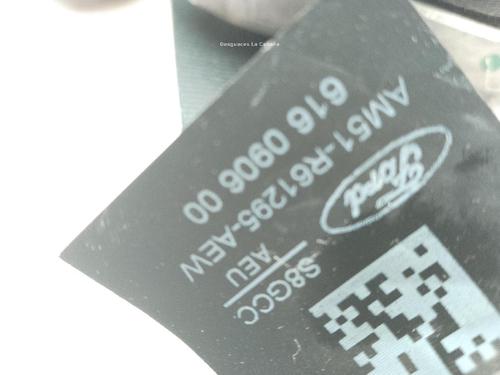 Desguaces La Cabaña
AM51-R61295-AEW
616 0906 00
Ford
S8GCC
AEU